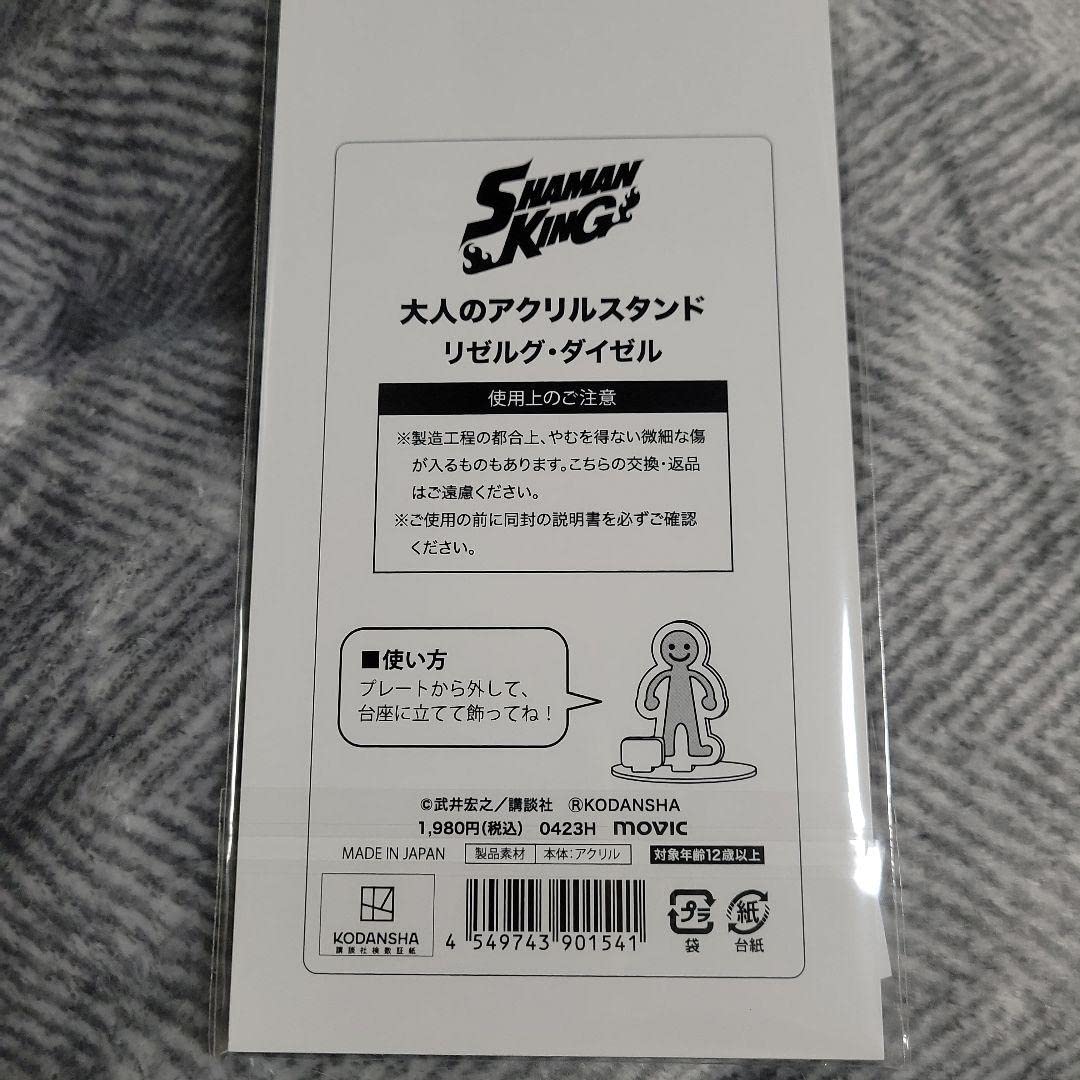 SHAMAN
KING
大人のアクリルスタンド
リゼルグ・ダイゼル
使用上のご注意
※製造工程の都合上、やむを得ない微細な傷
が入るものもあります。こちらの交換・返品
はご遠慮ください。
※ご使用の前に同封の説明書を必ずご確認
ください。
■使い方
プレートから外して、
台座に立てて飾ってね！
©武井宏之／講談社 ®KODANSHA
1,980円(税込) 0423H movic
MADE IN JAPAN 製品素材 本体：アクリル 対象年齢12歳以上
KODANSHA
講談社検数証紙
4 549743 901541
プラ
袋
紙
台紙